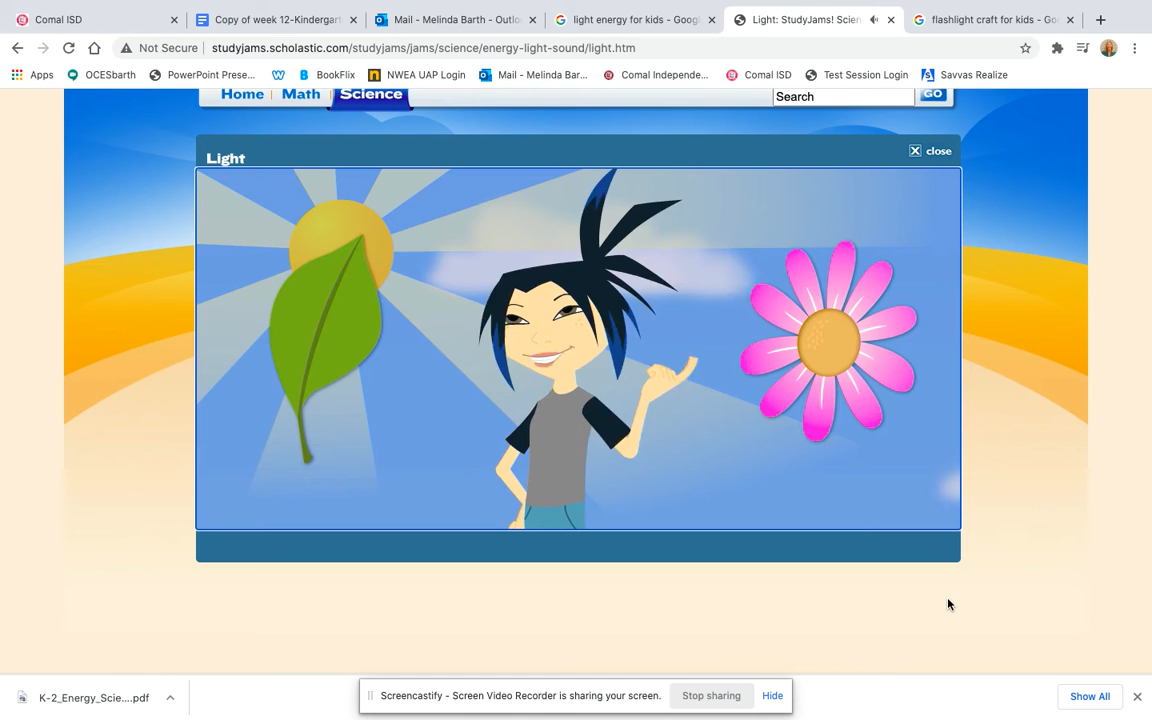 Comal ISD
Copy of week 12-Kindergart
Mail - Melinda Barth - Outlo
light energy for kids - Google
Light: StudyJams! Scien
flashlight craft for kids - Goo
Not Secure
studyjams.scholastic.com/studyjams/jams/science/energy-light-sound/light.htm
Apps
OCESbarth
PowerPoint Prese...
BookFlix
NWEA UAP Login
Mail - Melinda Bar...
Comal Independe...
Comal ISD
Test Session Login
Savvas Realize
Home
Math
Science
Search
GO
Light
close
K-2_Energy_Scie....pdf
Screencastify - Screen Video Recorder is sharing your screen.
Stop sharing
Hide
Show All